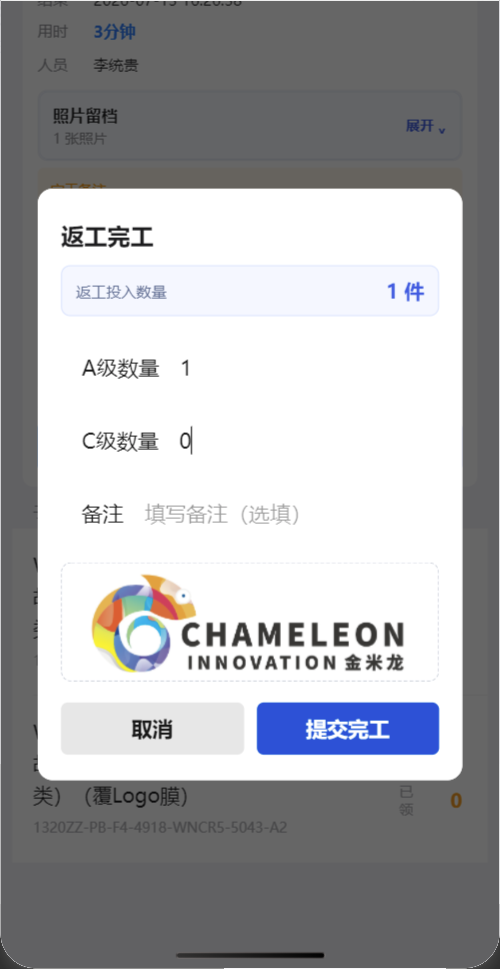 用时 3分钟
人员 李统贵
照片留档
1 张照片
展开
返工完工
返工投入数量 1 件
A级数量 1
C级数量 0
备注 填写备注（选填）
CHAMELEON
INNOVATION 金米龙
取消 提交完工
类）（覆Logo膜）
已领 0
1320ZZ-PB-F4-4918-WNCR5-5043-A2